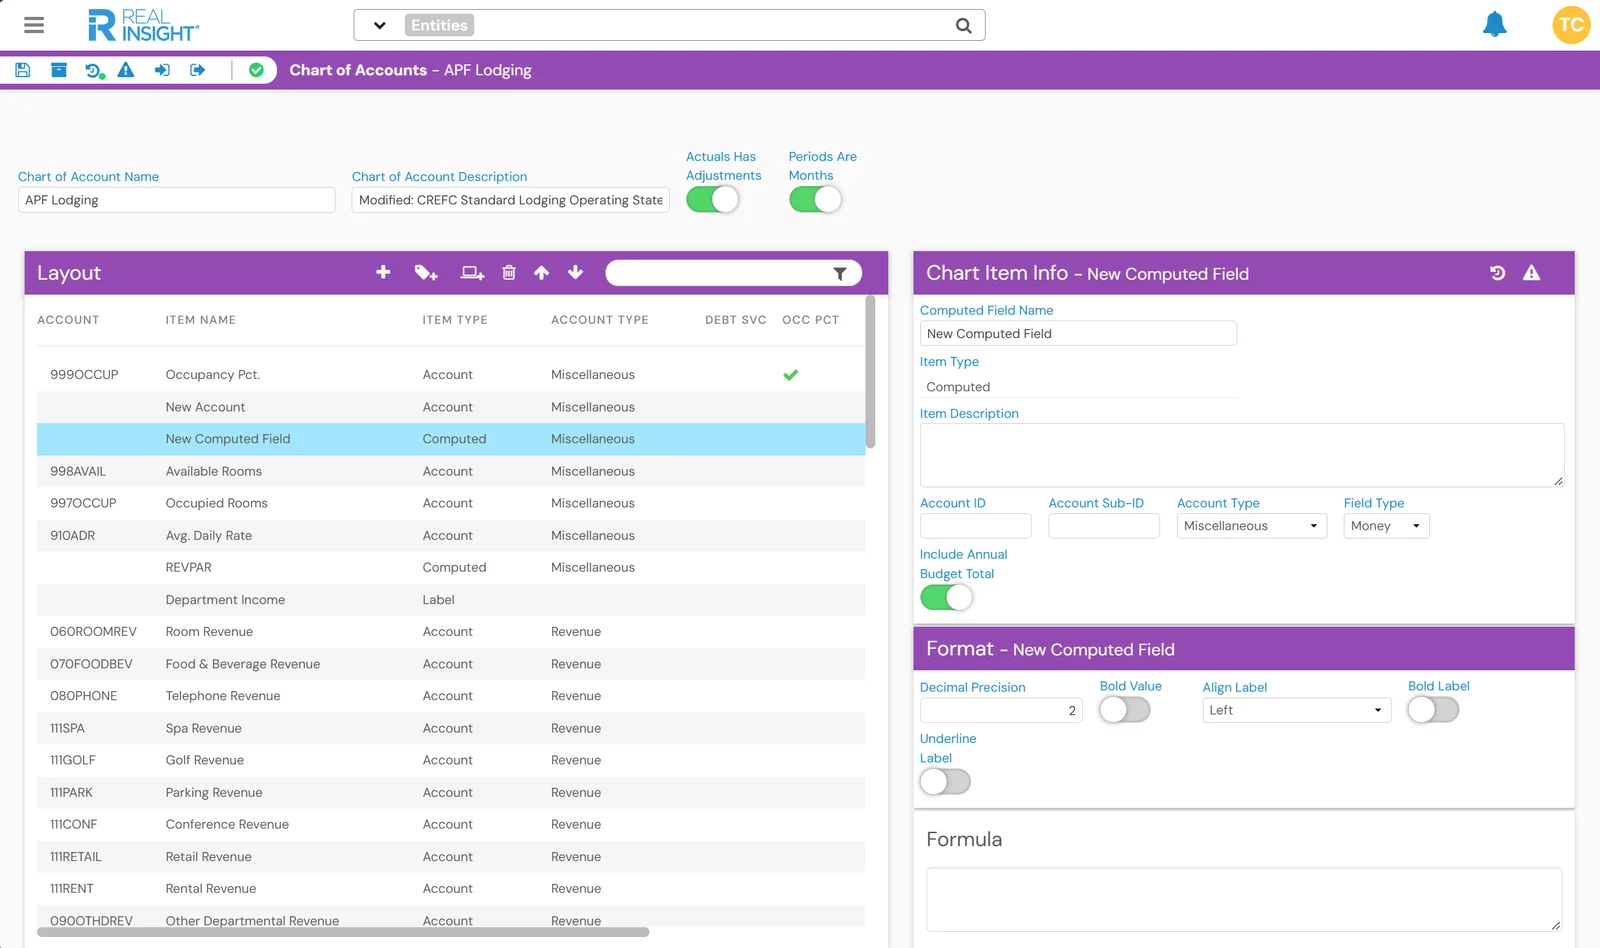 REAL
INSIGHT
Entities
TC
Chart of Accounts – APF Lodging
Actuals Has
Adjustments
Periods Are
Months
Chart of Account Name
Chart of Account Description
APF Lodging
Modified: CREFC Standard Lodging Operating State
Layout
ACCOUNT ITEM NAME ITEM TYPE ACCOUNT TYPE DEBT SVC OCC PCT
999OCCUP Occupancy Pct. Account Miscellaneous
New Account Account Miscellaneous
New Computed Field Computed Miscellaneous
998AVAIL Available Rooms Account Miscellaneous
997OCCUP Occupied Rooms Account Miscellaneous
910ADR Avg. Daily Rate Account Miscellaneous
REVPAR Computed Miscellaneous
Department Income Label
060ROOMREV Room Revenue Account Revenue
070FOODBEV Food & Beverage Revenue Account Revenue
080PHONE Telephone Revenue Account Revenue
111SPA Spa Revenue Account Revenue
111GOLF Golf Revenue Account Revenue
111PARK Parking Revenue Account Revenue
111CONF Conference Revenue Account Revenue
111RETAIL Retail Revenue Account Revenue
111RENT Rental Revenue Account Revenue
090OTHDREV Other Departmental Revenue Account Revenue
Chart Item Info – New Computed Field
Computed Field Name
New Computed Field
Item Type
Computed
Item Description
Account ID Account Sub-ID Account Type Field Type
Miscellaneous Money
Include Annual
Budget Total
Format – New Computed Field
Decimal Precision Bold Value Align Label Bold Label
2 Left
Underline
Label
Formula